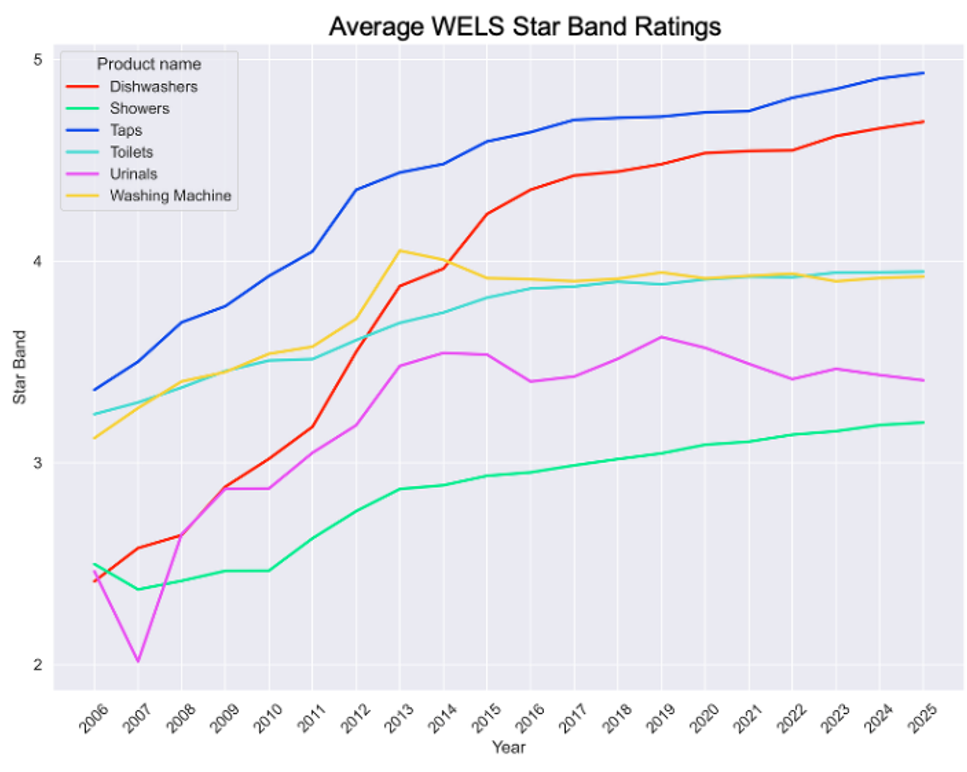 Average WELS Star Band Ratings
Product name
Dishwashers
Showers
Taps
Toilets
Urinals
Washing Machine
5
4
3
2
Star Band
2006 2007 2008 2009 2010 2011 2012 2013 2014 2015 2016 2017 2018 2019 2020 2021 2022 2023 2024 2025
Year